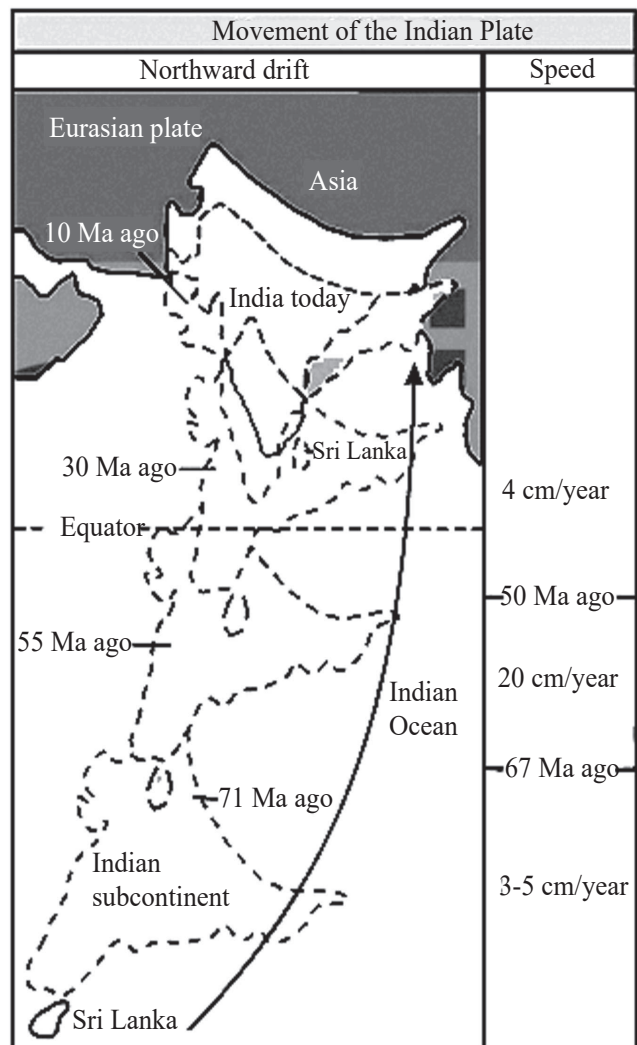 Movement of the Indian Plate
Northward drift
Speed
Eurasian plate
Asia
10 Ma ago
India today
Sri Lanka
30 Ma ago
4 cm/year
Equator
50 Ma ago
55 Ma ago
20 cm/year
Indian
Ocean
67 Ma ago
71 Ma ago
Indian
subcontinent
3-5 cm/year
Sri Lanka